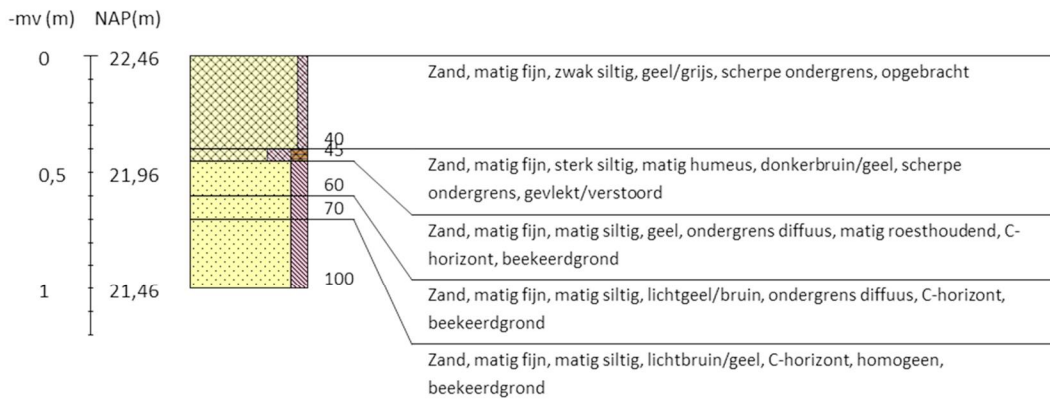 -mv (m) NAP(m)
0 22,46
Zand, matig fijn, zwak siltig, geel/grijs, scherpe ondergrens, opgebracht
40
45
Zand, matig fijn, sterk siltig, matig humeus, donkerbruin/geel, scherpe
ondergrens, gevlekt/verstoord
0,5 21,96
60
70
Zand, matig fijn, matig siltig, geel, ondergrens diffuus, matig roesthoudend, C-
horizont, beekeerdgrond
100
1 21,46
Zand, matig fijn, matig siltig, lichtgeel/bruin, ondergrens diffuus, C-horizont,
beekeerdgrond
Zand, matig fijn, matig siltig, lichtbruin/geel, C-horizont, homogeen,
beekeerdgrond